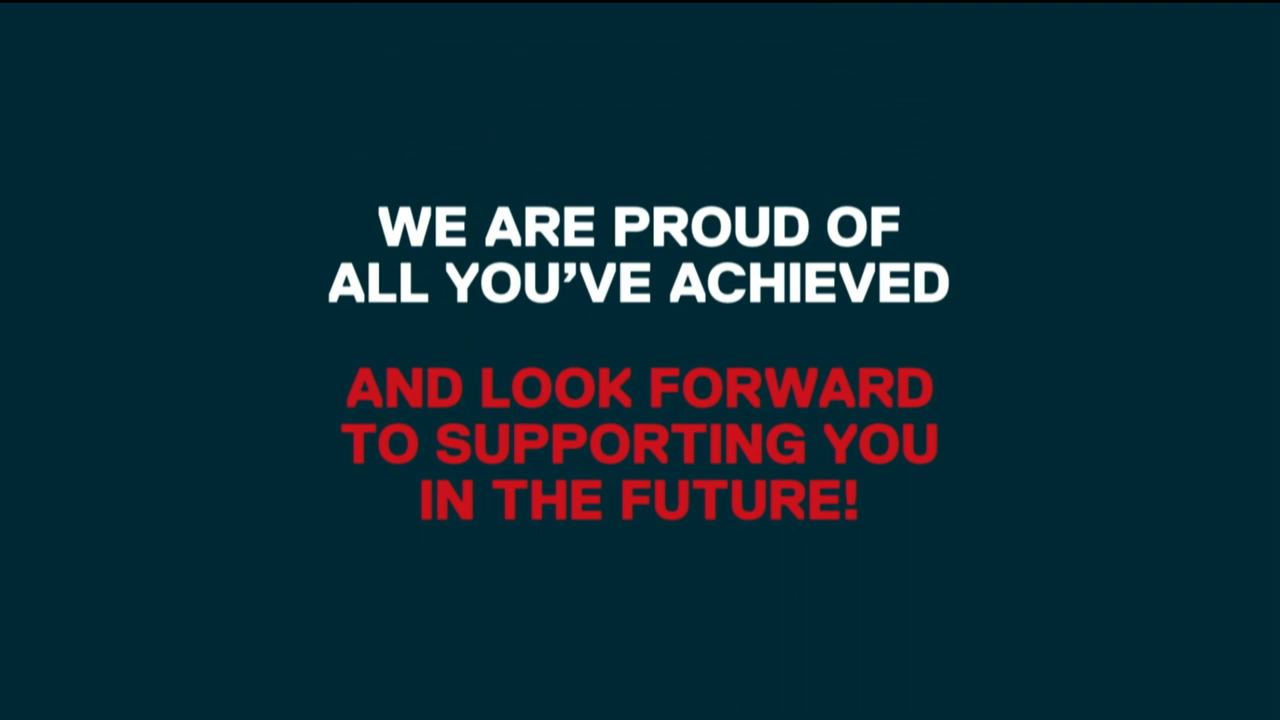 WE ARE PROUD OF
ALL YOU’VE ACHIEVED
AND LOOK FORWARD
TO SUPPORTING YOU
IN THE FUTURE!